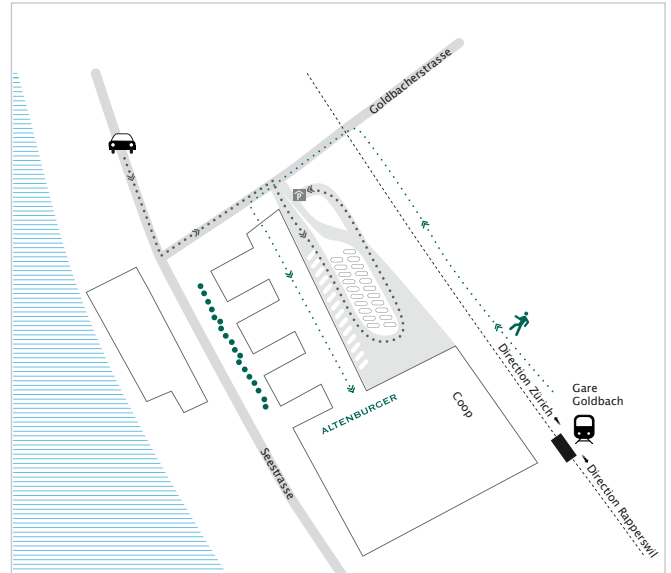 Goldbacherstrasse
P
Direction Zürich
Gare
Goldbach
ALTENBURGER
Coop
Seestrasse
Direction Rapperswil